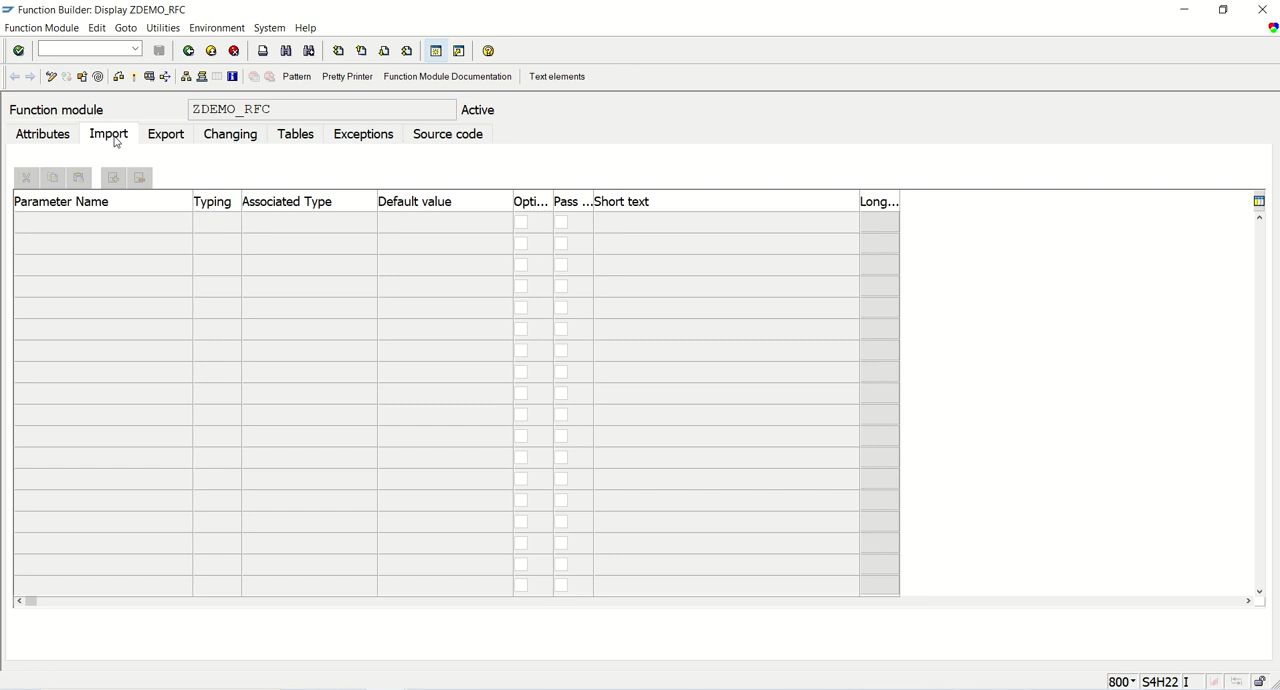 Function Builder: Display ZDEMO_RFC
Function Module Edit Goto Utilities Environment System Help
Pattern Pretty Printer Function Module Documentation Text elements
Function module ZDEMO_RFC Active
Attributes Import Export Changing Tables Exceptions Source code
Parameter Name Typing Associated Type Default value Opti... Pass ... Short text Long...
800 S4H22 I